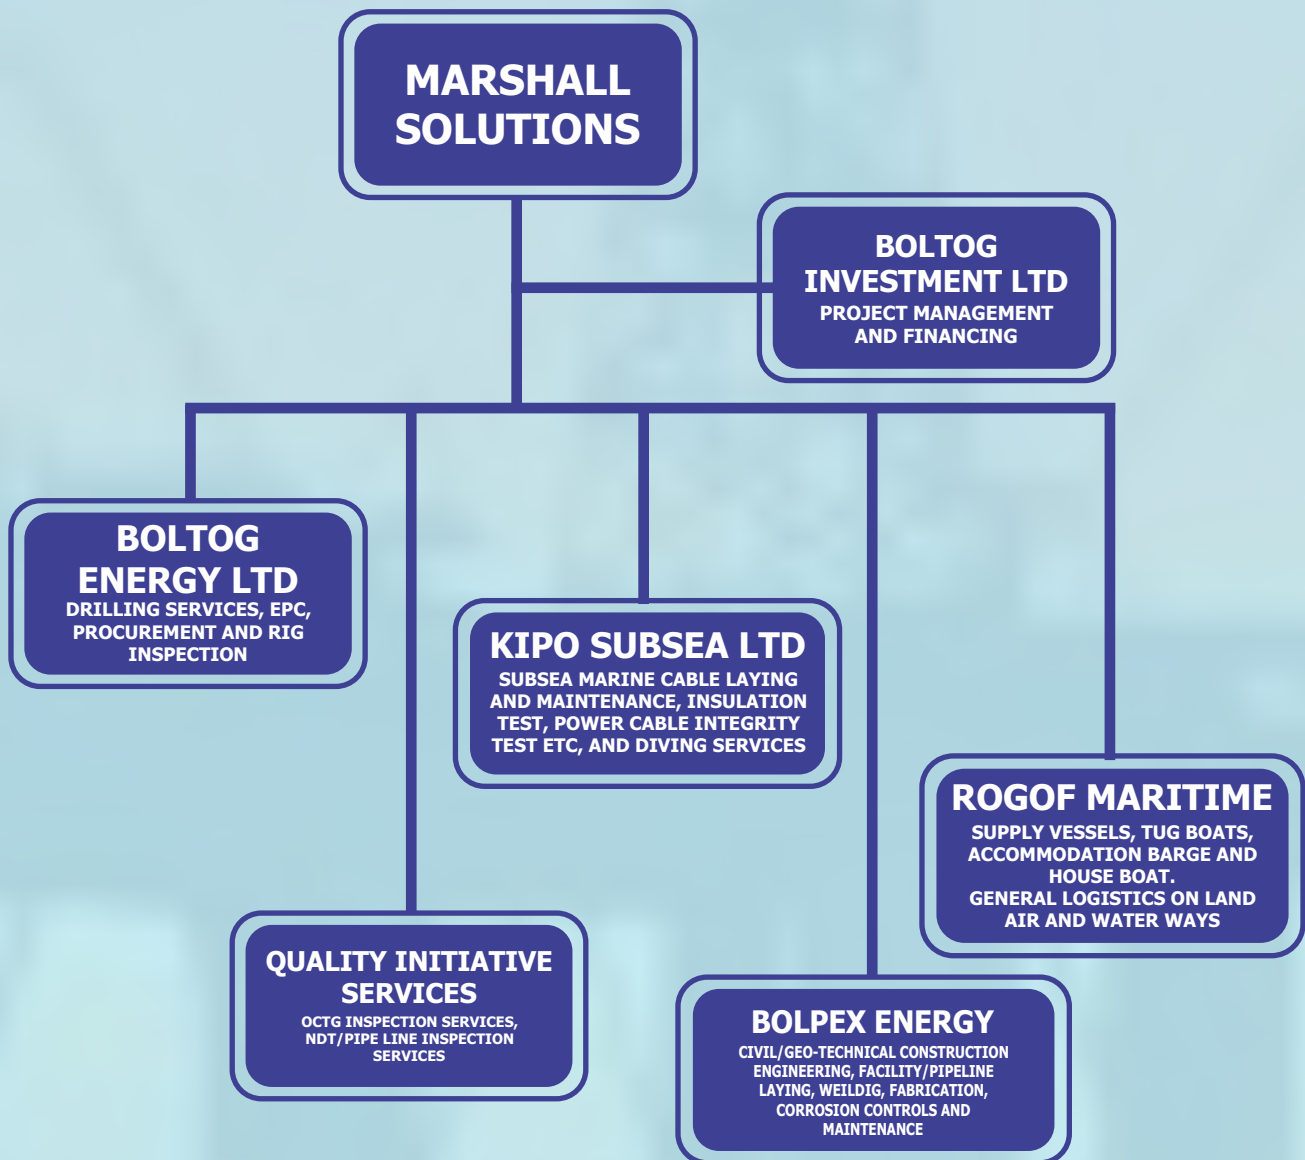 MARSHALL
SOLUTIONS
BOLTOG
INVESTMENT LTD
PROJECT MANAGEMENT
AND FINANCING
BOLTOG
ENERGY LTD
DRILLING SERVICES, EPC,
PROCUREMENT AND RIG
INSPECTION
KIPO SUBSEA LTD
SUBSEA MARINE CABLE LAYING
AND MAINTENANCE, INSULATION
TEST, POWER CABLE INTEGRITY
TEST ETC, AND DIVING SERVICES
ROGOF MARITIME
SUPPLY VESSELS, TUG BOATS,
ACCOMMODATION BARGE AND
HOUSE BOAT.
GENERAL LOGISTICS ON LAND
AIR AND WATER WAYS
QUALITY INITIATIVE
SERVICES
OCTG INSPECTION SERVICES,
NDT/PIPE LINE INSPECTION
SERVICES
BOLPEX ENERGY
CIVIL/GEO-TECHNICAL CONSTRUCTION
ENGINEERING, FACILITY/PIPELINE
LAYING, WEILDIG, FABRICATION,
CORROSION CONTROLS AND
MAINTENANCE